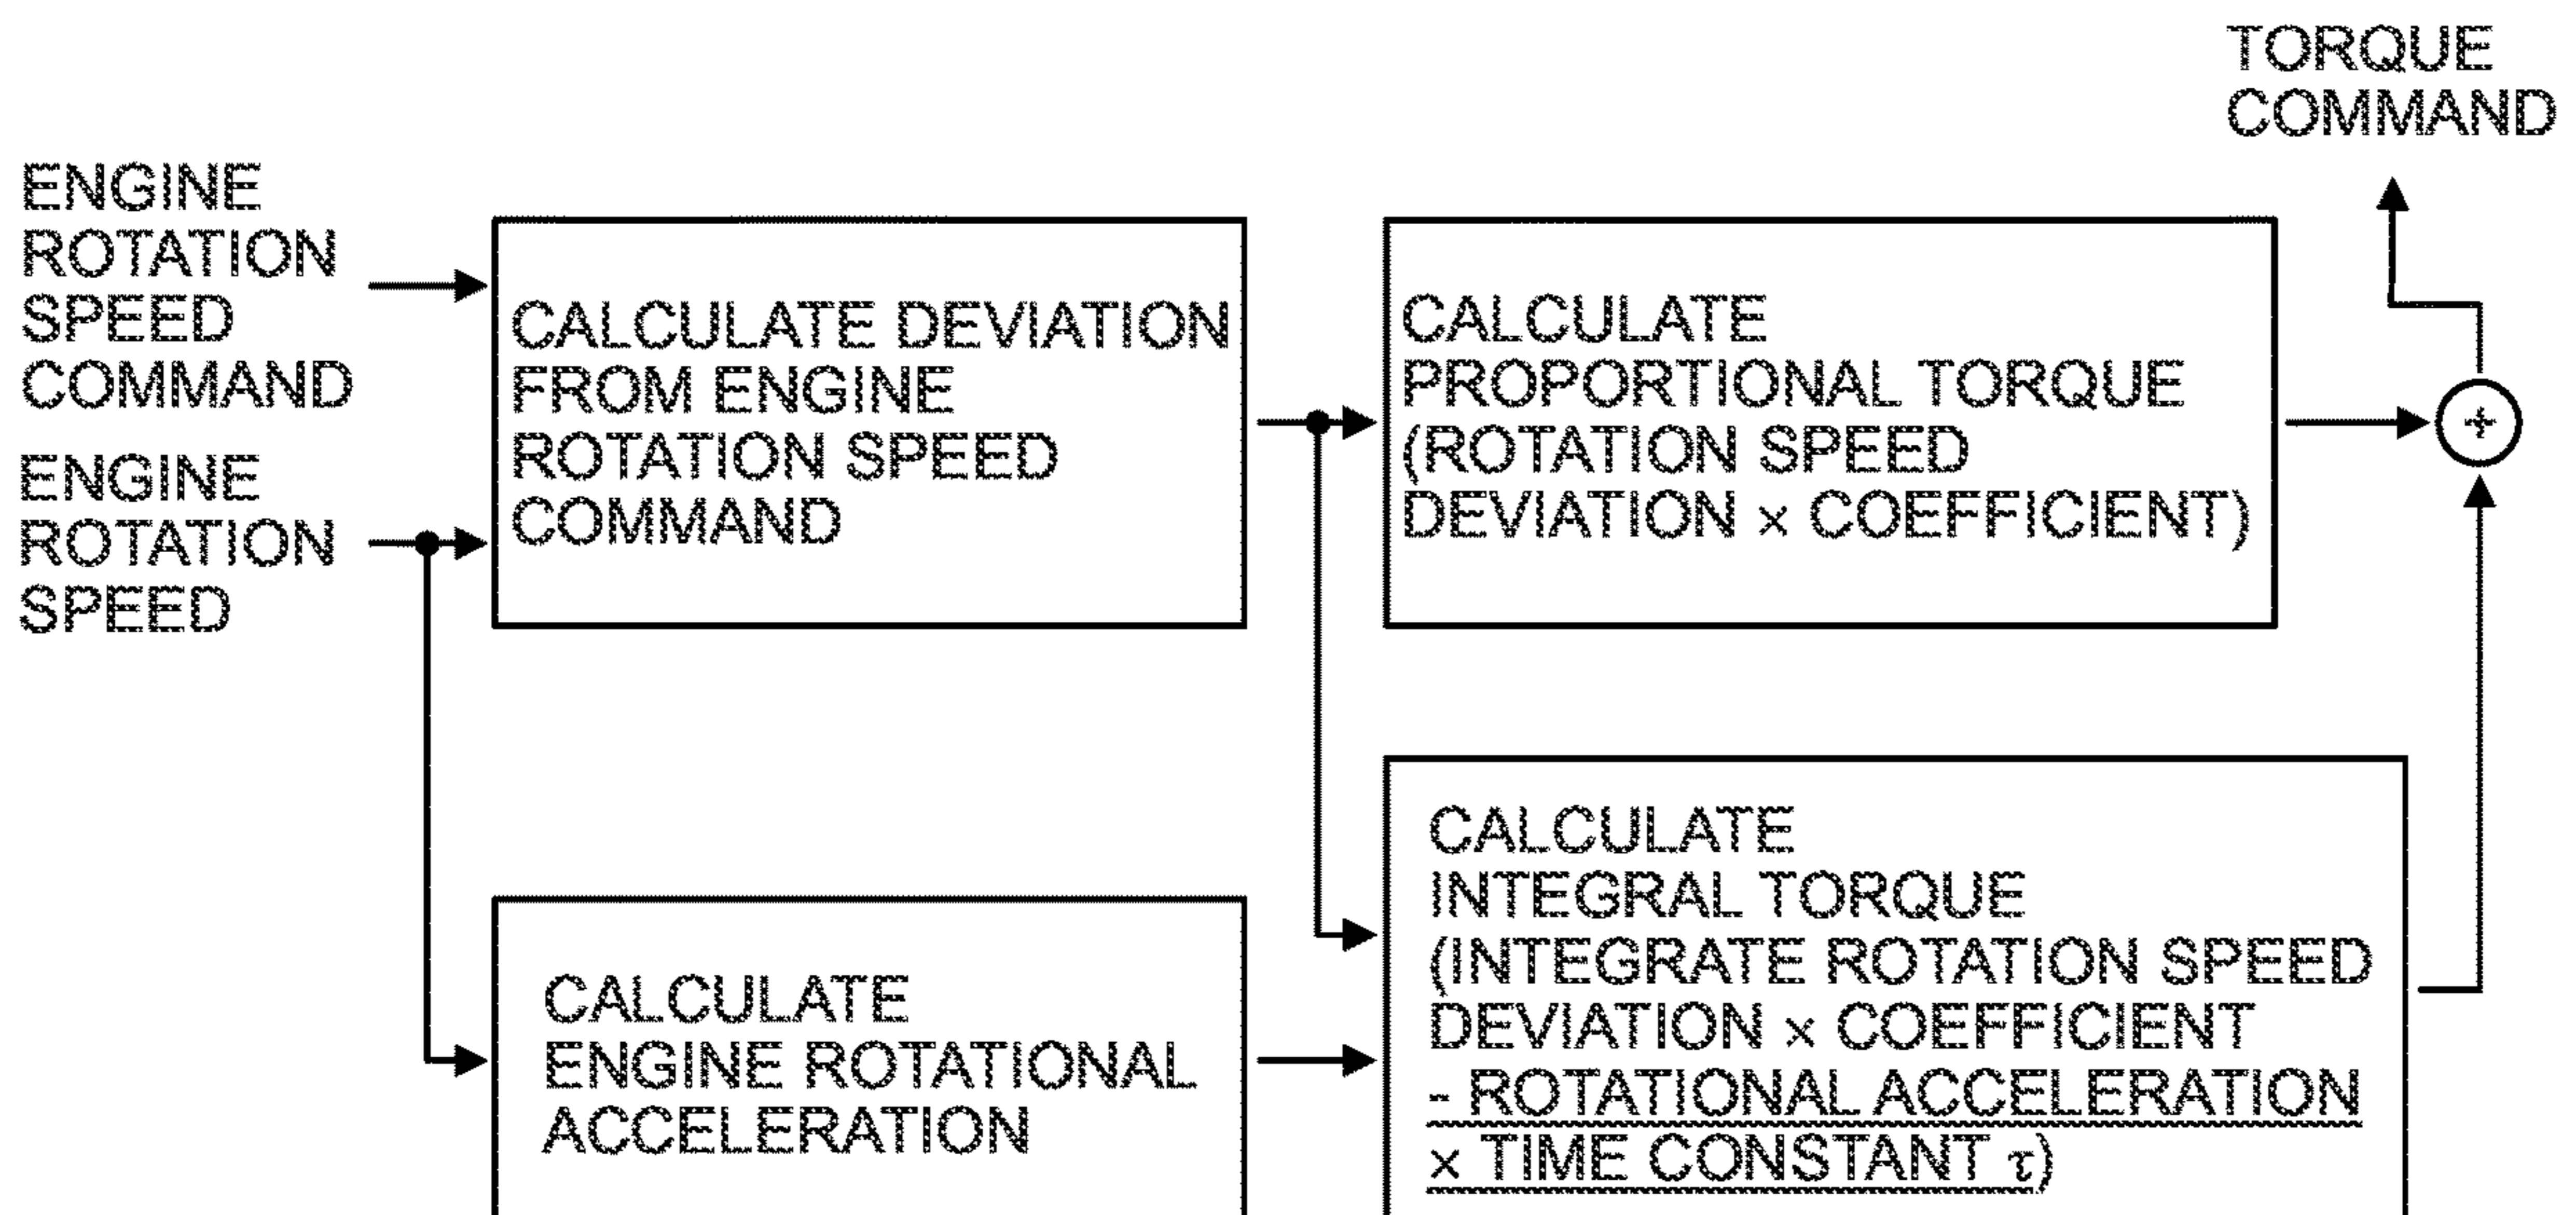 TORQUE
COMMAND
ENGINE
ROTATION
SPEED
COMMAND
ENGINE
ROTATION
SPEED
CALCULATE DEVIATION
FROM ENGINE
ROTATION SPEED
COMMAND
CALCULATE
PROPORTIONAL TORQUE
(ROTATION SPEED
DEVIATION × COEFFICIENT)
+
CALCULATE
ENGINE ROTATIONAL
ACCELERATION
CALCULATE
INTEGRAL TORQUE
(INTEGRATE ROTATION SPEED
DEVIATION × COEFFICIENT
- ROTATIONAL ACCELERATION
× TIME CONSTANT τ)